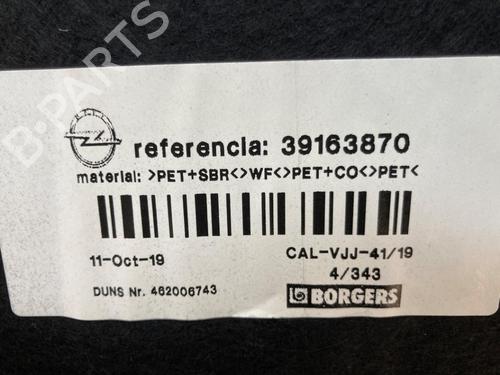 OPEL
referencia: 39163870
material: >PET+SBR<>WF<>PET+CO<>PET<
11-Oct-19
CAL-VJJ-41/19
4/343
DUNS Nr. 462006743
BORGERS
B-PARTS